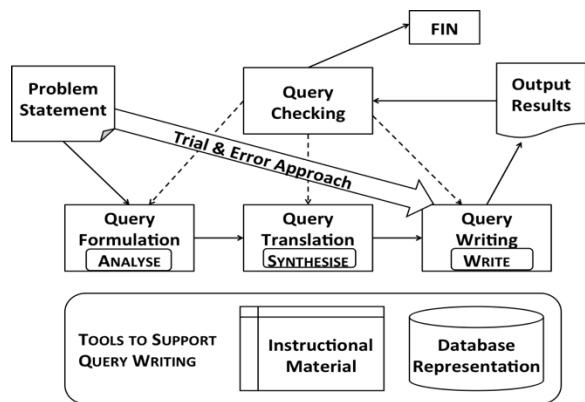 FIN
Problem
Statement
Query
Checking
Output
Results
Trial & Error Approach
Query
Formulation
ANALYSE
Query
Translation
SYNTHESISE
Query
Writing
WRITE
TOOLS TO SUPPORT
QUERY WRITING
Instructional
Material
Database
Representation